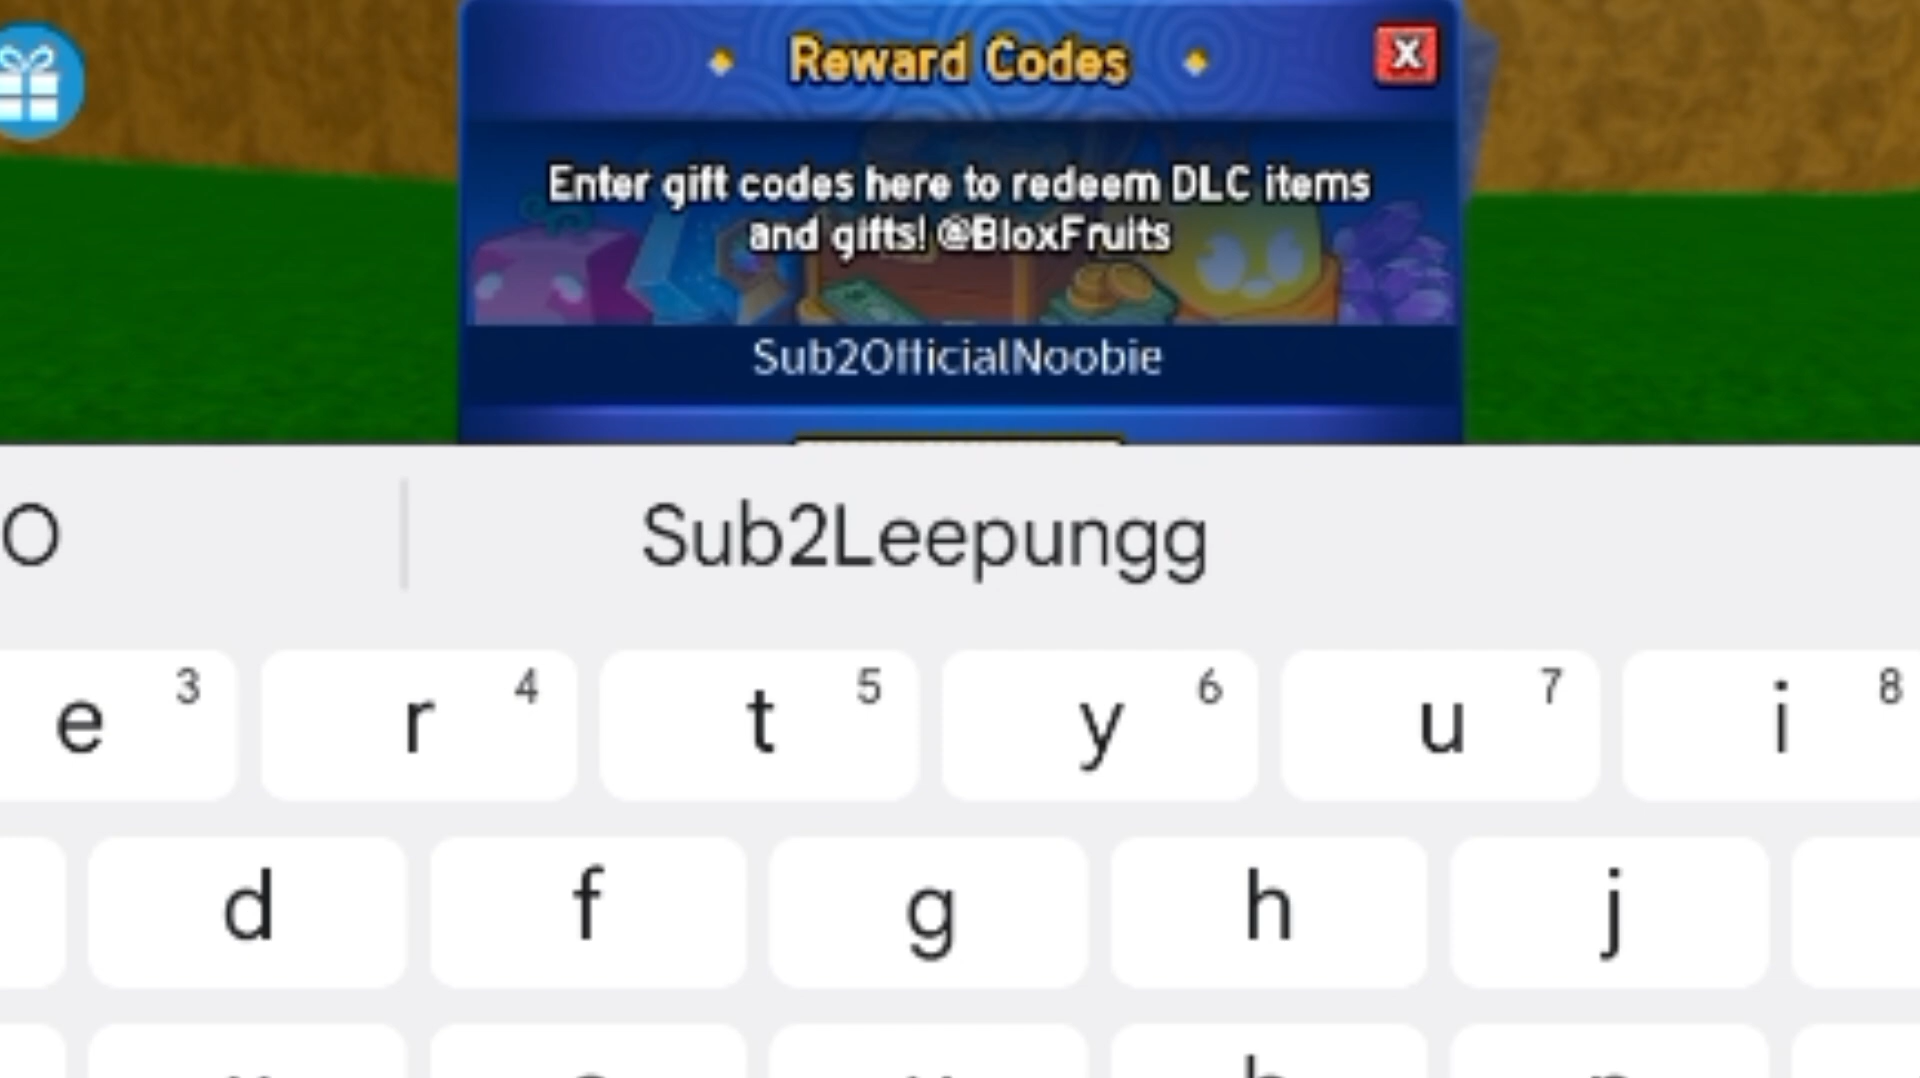 Reward Codes
X
Enter gift codes here to redeem DLC items
and gifts! @BloxFruits
Sub2OfficialNoobie
O
Sub2Leepungg
e 3 r 4 t 5 y 6 u 7 i 8
d f g h j